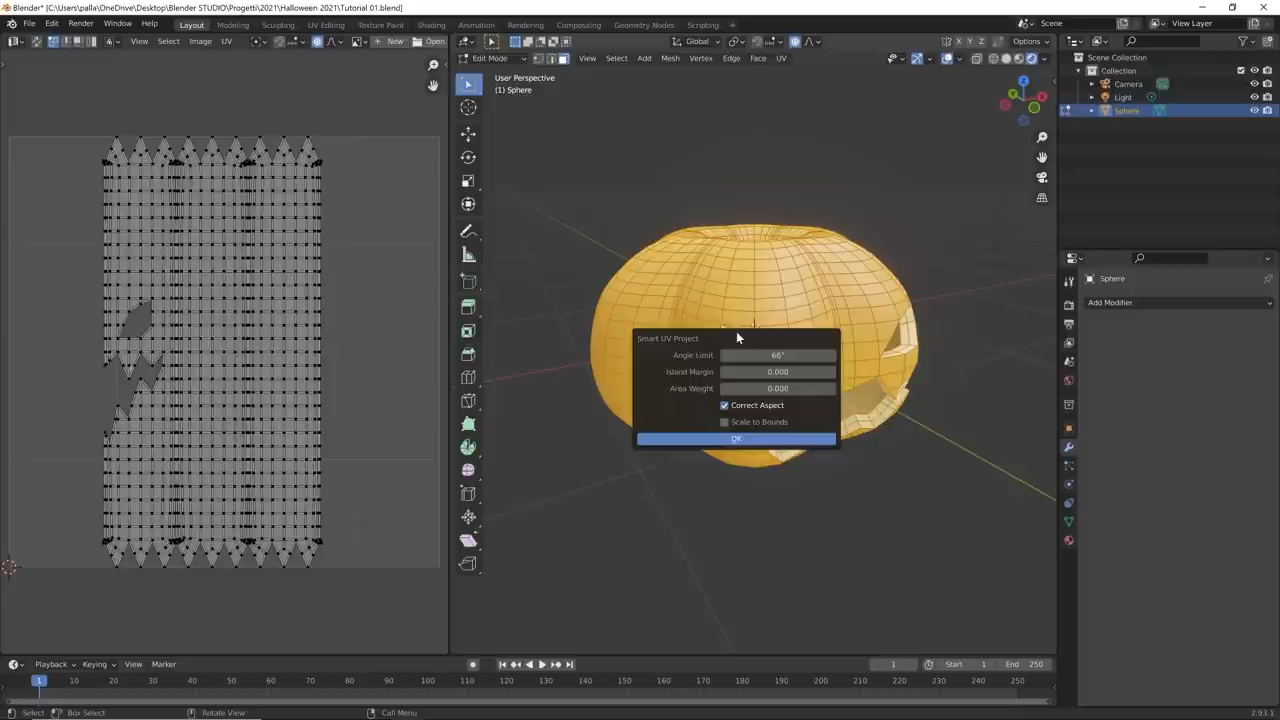 Blender* [C:\Users\palla\OneDrive\Desktop\Blender STUDIO\Progetti\2021\Halloween 2021\Tutorial 01.blend]
File Edit Render Window Help Layout Modeling Sculpting UV Editing Texture Paint Shading Animation Rendering Compositing Geometry Nodes Scripting + Scene View Layer
View Select Image UV + New Open Global X Y Z Options
Edit Mode View Select Add Mesh Vertex Edge Face UV
Scene Collection
Collection
Camera
Light
Sphere
User Perspective
(1) Sphere
Z
X
Y
Sphere
Add Modifier
Smart UV Project
Angle Limit 66°
Island Margin 0.000
Area Weight 0.000
Correct Aspect
Scale to Bounds
OK
Playback Keying View Marker 1 Start 1 End 250
1 10 20 30 40 50 60 70 80 90 100 110 120 130 140 150 160 170 180 190 200 210 220 230 240 250
Select Box Select Rotate View Call Menu 2.93.1